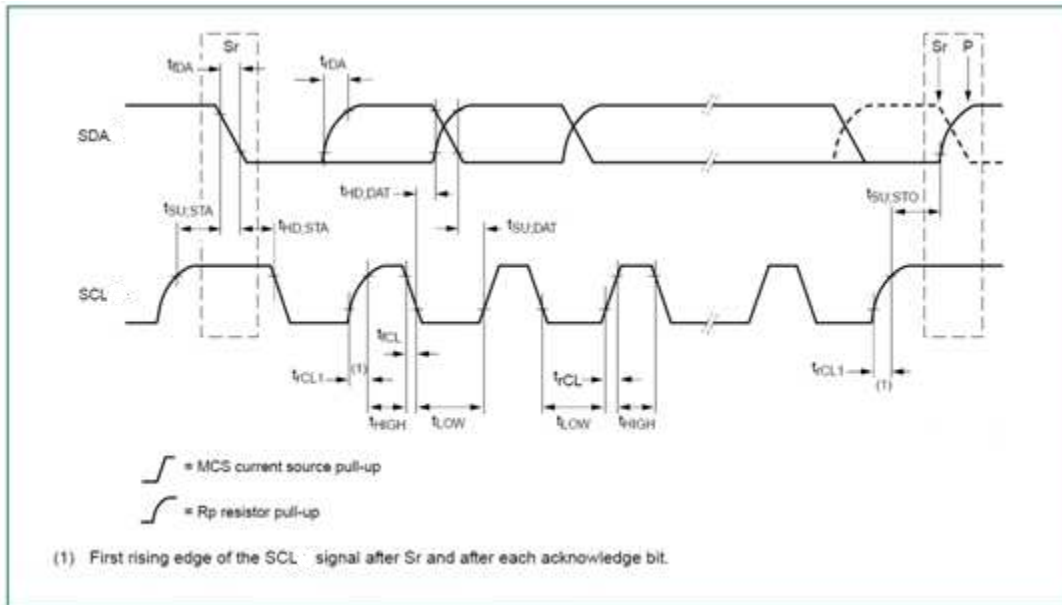 Sr
Sr P
tfDA
trDA
SDA
tHD;DAT
tSU;STO
tSU;STA
tHD;STA
tSU;DAT
SCL
tfCL
trCL1
(1)
trCL
trCL1
(1)
tHIGH
tLOW
tLOW
tHIGH
= MCS current source pull-up
= Rp resistor pull-up
(1) First rising edge of the SCL signal after Sr and after each acknowledge bit.